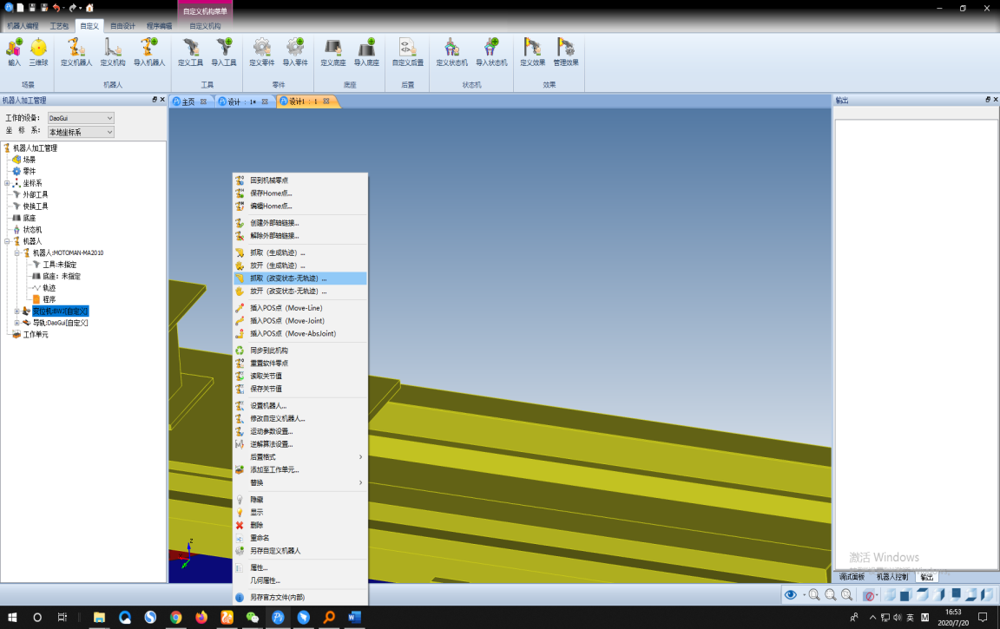 自定义机构菜单
机器人编程 工艺包 自定义 自由设计 程序编辑 自定义机构
输入 三维球 定义机器人 定义机构 导入机器人 定义工具 导入工具 定义零件 导入零件 定义底座 导入底座 自定义后置 定义状态机 导入状态机 定义效果 管理效果
场景 机器人 工具 零件 底座 后置 状态机 效果
机器人加工管理
主页 设计 : 1* 设计1 : 1
输出
工作的设备: DaoGui
坐 标 系: 本地坐标系
机器人加工管理
场景
零件
坐标系
外部工具
快换工具
底座
状态机
机器人
机器人:MOTOMAN-MA2010
工具:未指定
底座: 未指定
轨迹
程序
变位机:BWJ[自定义]
导轨:DaoGui[自定义]
工作单元
回到机械零点
保存Home点...
编辑Home点...
创建外部轴链接...
解除外部轴链接...
抓取（生成轨迹）...
放开（生成轨迹）...
抓取（改变状态-无轨迹）...
放开（改变状态-无轨迹）...
插入POS点（Move-Line)
插入POS点（Move-Joint)
插入POS点（Move-AbsJoint)
同步到此机构
重置软件零点
读取关节值
保存关节值
设置机器人...
修改自定义机器人...
运动参数设置...
逆解算法设置...
后置格式
添加至工作单元...
替换
隐藏
显示
删除
重命名
另存自定义机器人
属性...
几何属性...
另存官方文件(内部)
Z
激活 Windows
调试面板 机器人控制 输出
英 M
16:53
2020/7/20